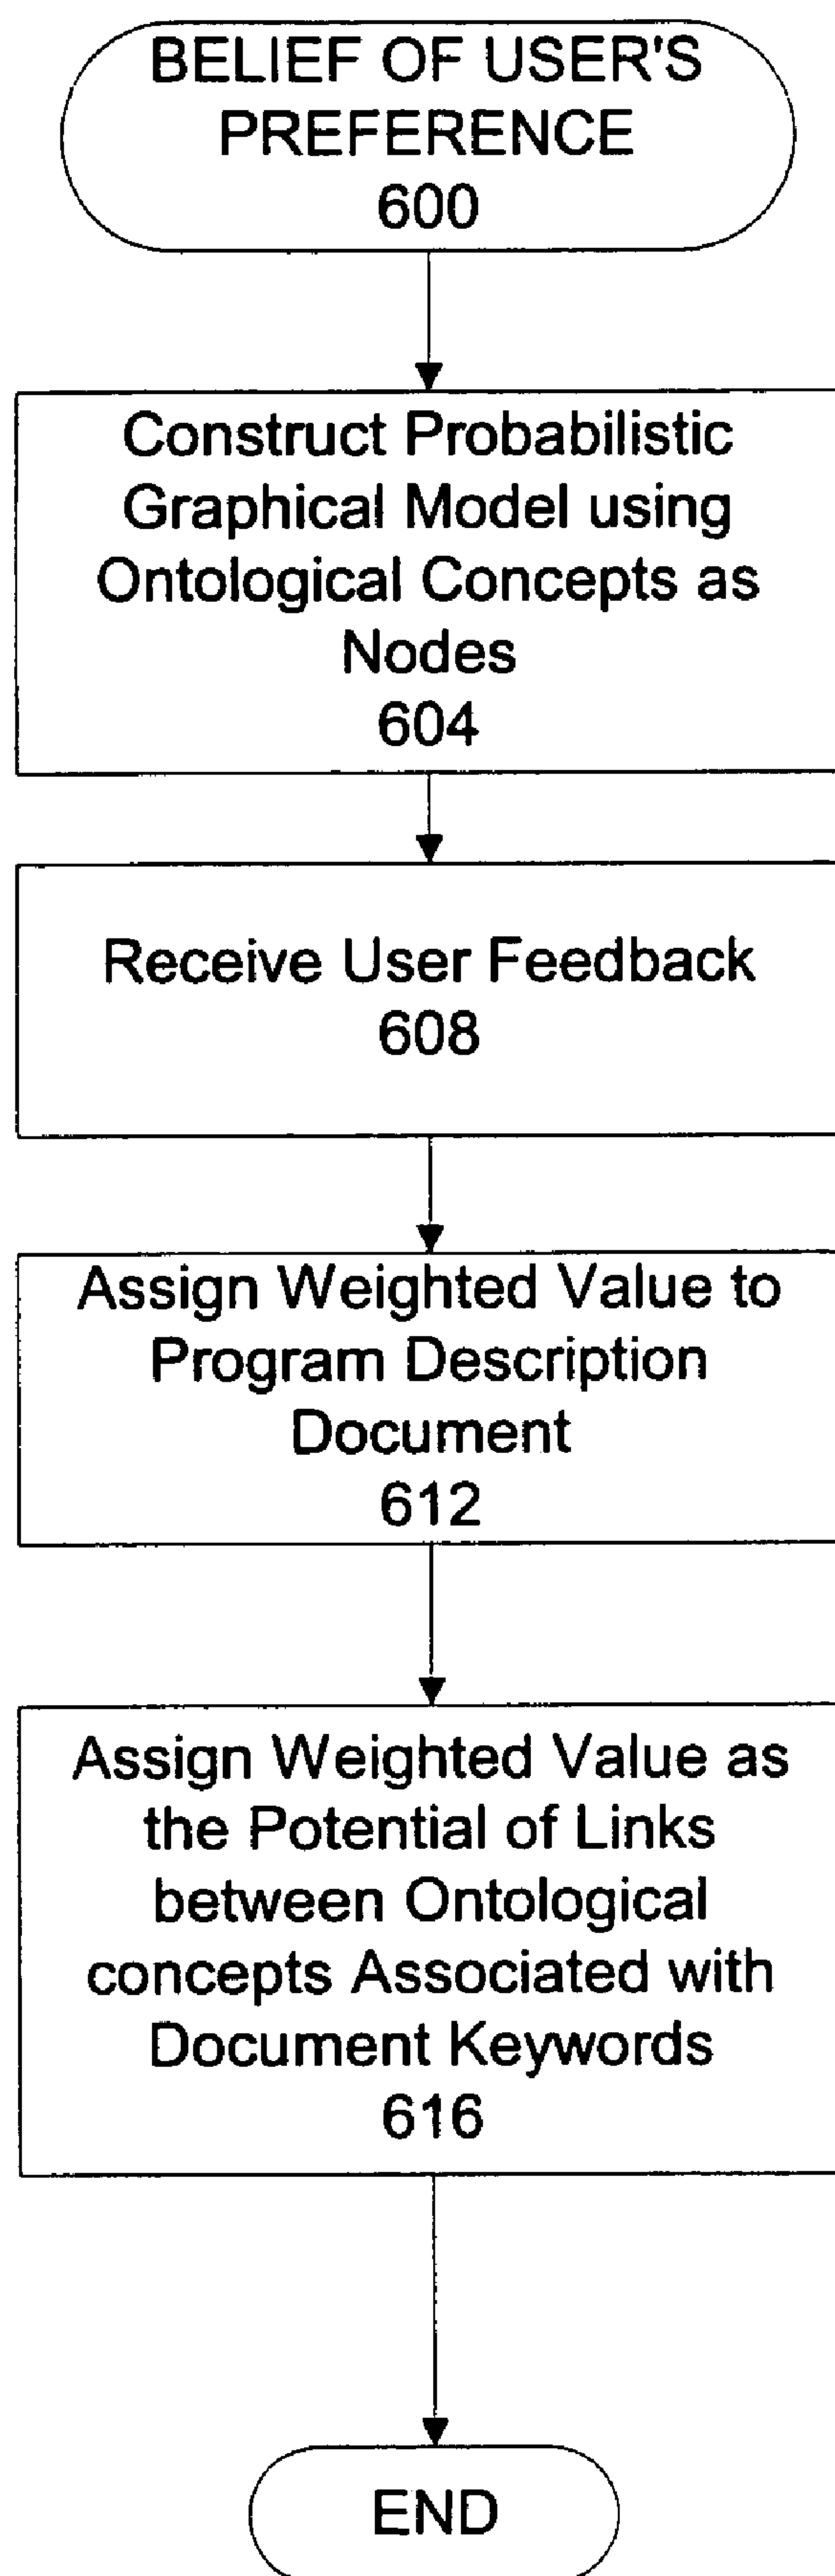 BELIEF OF USER'S
PREFERENCE
600
Construct Probabilistic
Graphical Model using
Ontological Concepts as
Nodes
604
Receive User Feedback
608
Assign Weighted Value to
Program Description
Document
612
Assign Weighted Value as
the Potential of Links
between Ontological
concepts Associated with
Document Keywords
616
END